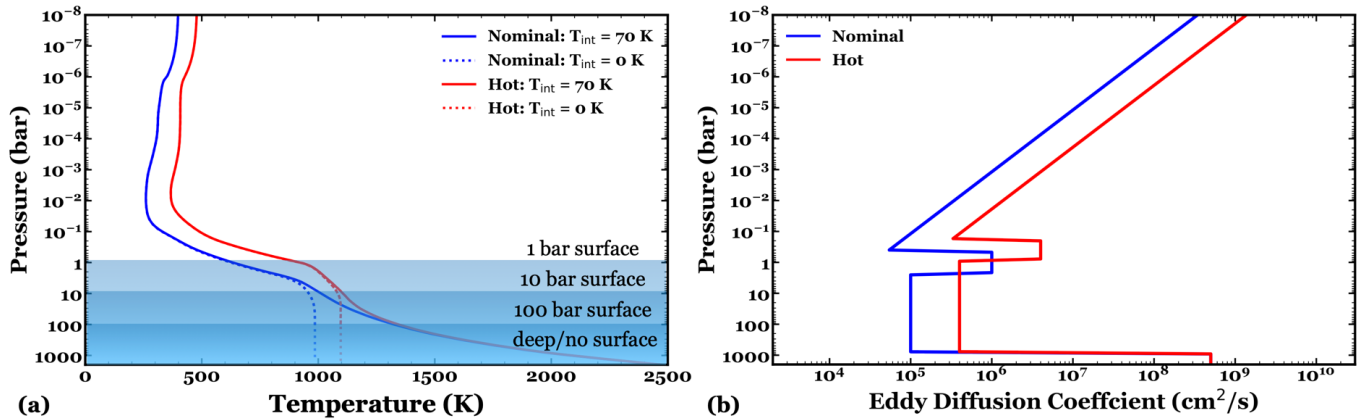 10⁻⁸
10⁻⁷
10⁻⁶
10⁻⁵
10⁻⁴
10⁻³
10⁻²
10⁻¹
1
10
100
1000
Pressure (bar)
Nominal: T_int = 70 K
Nominal: T_int = 0 K
Hot: T_int = 70 K
Hot: T_int = 0 K
1 bar surface
10 bar surface
100 bar surface
deep/no surface
0
500
1000
1500
2000
2500
(a)
Temperature (K)
10⁻⁸
10⁻⁷
10⁻⁶
10⁻⁵
10⁻⁴
10⁻³
10⁻²
10⁻¹
1
10
100
1000
Pressure (bar)
Nominal
Hot
10⁴
10⁵
10⁶
10⁷
10⁸
10⁹
10¹⁰
(b)
Eddy Diffusion Coeffcient (cm²/s)